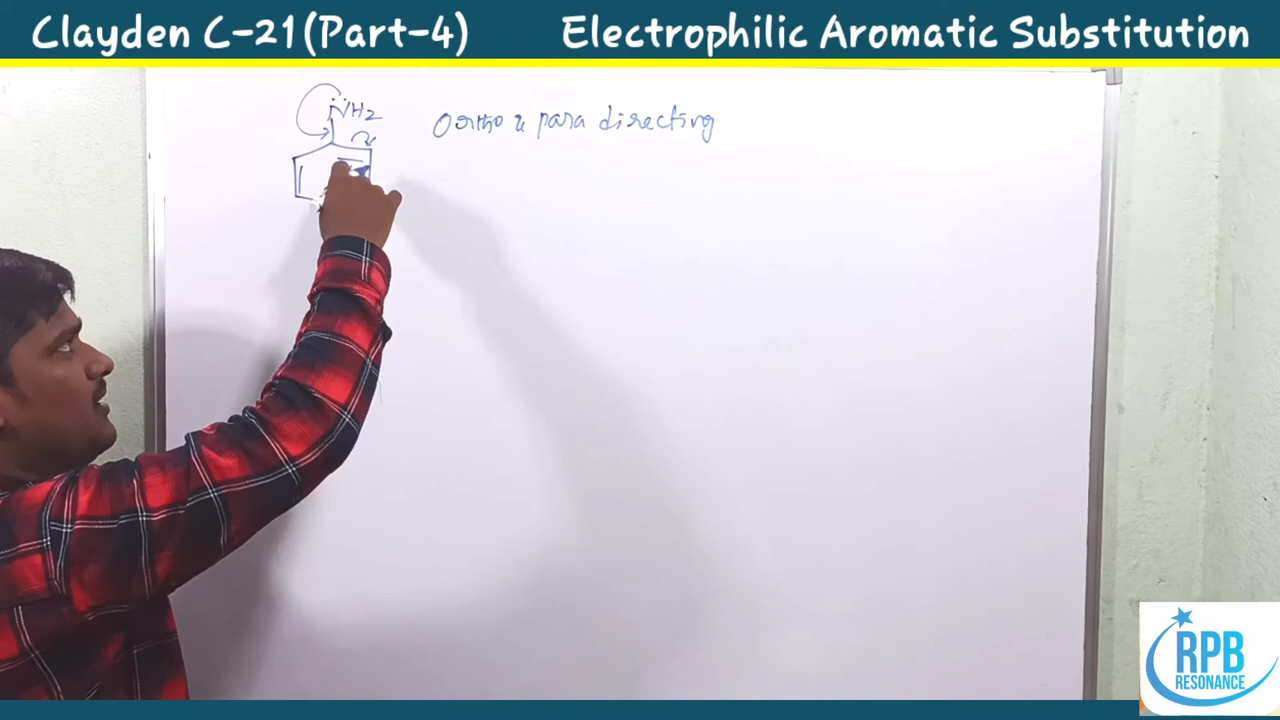 Clayden C-21(Part-4) Electrophilic Aromatic Substitution
NH2
Ortho & para directing
RPB
RESONANCE